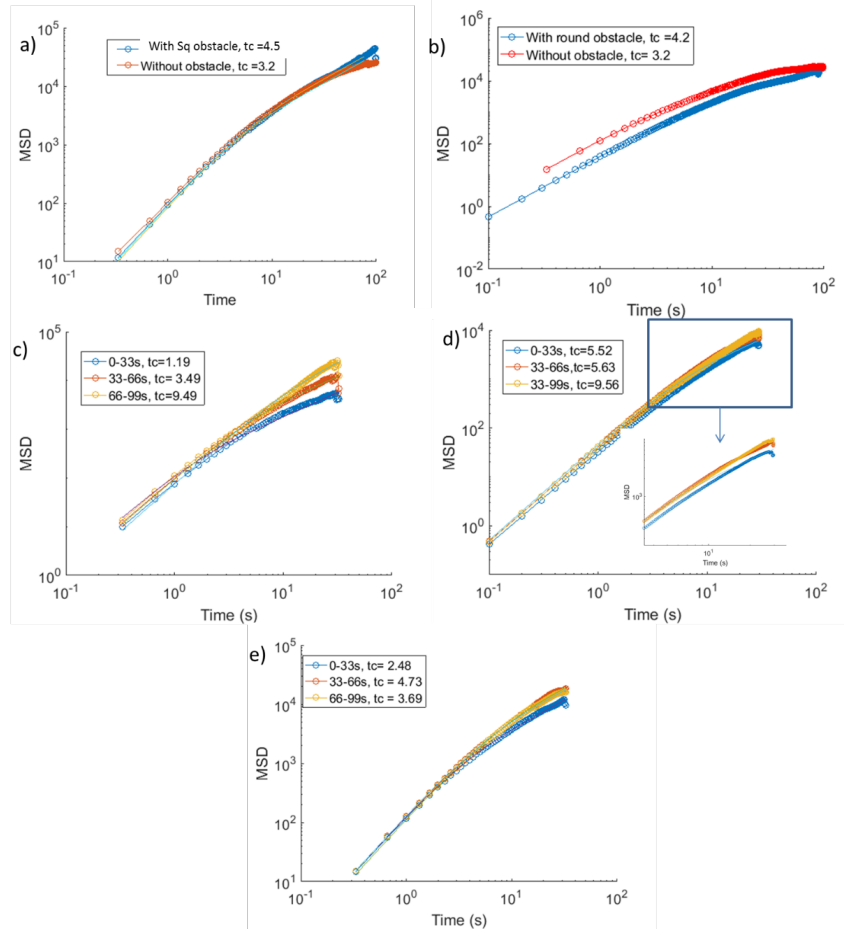 a)
With Sq obstacle, tc =4.5
Without obstacle, tc =3.2
MSD
10^5
10^4
10^3
10^2
10^1
10^-1
10^0
10^1
10^2
Time
b)
With round obstacle, tc =4.2
Without obstacle, tc= 3.2
MSD
10^6
10^4
10^2
10^0
10^-2
10^-1
10^0
10^1
10^2
Time (s)
c)
0-33s, tc=1.19
33-66s, tc= 3.49
66-99s, tc= 9.49
MSD
10^5
10^0
10^-1
10^0
10^1
10^2
Time (s)
d)
0-33s, tc=5.52
33-66s, tc=5.63
33-99s, tc=9.56
MSD
10^4
10^2
10^0
10^-1
10^0
10^1
10^2
Time (s)
MSD
10^3
10^1
Time (s)
e)
0-33s, tc= 2.48
33-66s, tc = 4.73
66-99s, tc= 3.69
MSD
10^5
10^4
10^3
10^2
10^1
10^-1
10^0
10^1
10^2
Time (s)